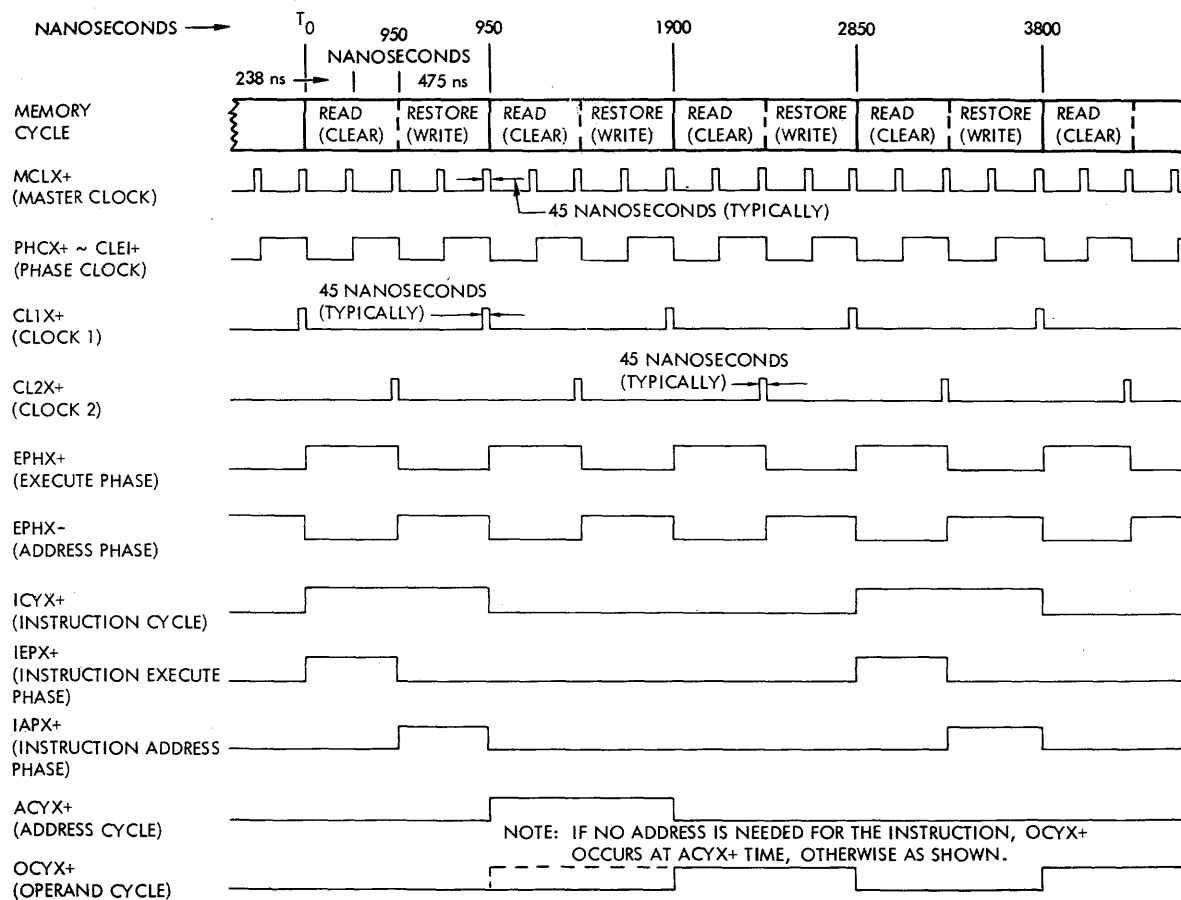 NANOSECONDS
T0 950 950 1900 2850 3800
NANOSECONDS
238 ns 475 ns
MEMORY
CYCLE
READ RESTORE READ RESTORE READ RESTORE READ RESTORE READ
(CLEAR) (WRITE) (CLEAR) (WRITE) (CLEAR) (WRITE) (CLEAR) (WRITE) (CLEAR)
MCLX+
(MASTER CLOCK)
45 NANOSECONDS (TYPICALLY)
PHCX+ ~ CLEI+
(PHASE CLOCK)
45 NANOSECONDS
(TYPICALLY)
CL1X+
(CLOCK 1)
45 NANOSECONDS
(TYPICALLY)
CL2X+
(CLOCK 2)
EPHX+
(EXECUTE PHASE)
EPHX-
(ADDRESS PHASE)
ICYX+
(INSTRUCTION CYCLE)
IEPX+
(INSTRUCTION EXECUTE
PHASE)
IAPX+
(INSTRUCTION ADDRESS
PHASE)
ACYX+
(ADDRESS CYCLE)
NOTE: IF NO ADDRESS IS NEEDED FOR THE INSTRUCTION, OCYX+
OCCURS AT ACYX+ TIME, OTHERWISE AS SHOWN.
OCYX+
(OPERAND CYCLE)